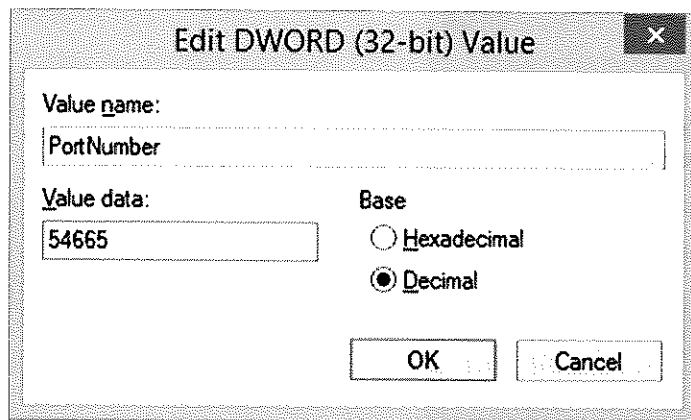 Edit DWORD (32-bit) Value
Value name:
PortNumber
Value data:
54665
Base
Hexadecimal
Decimal
OK
Cancel